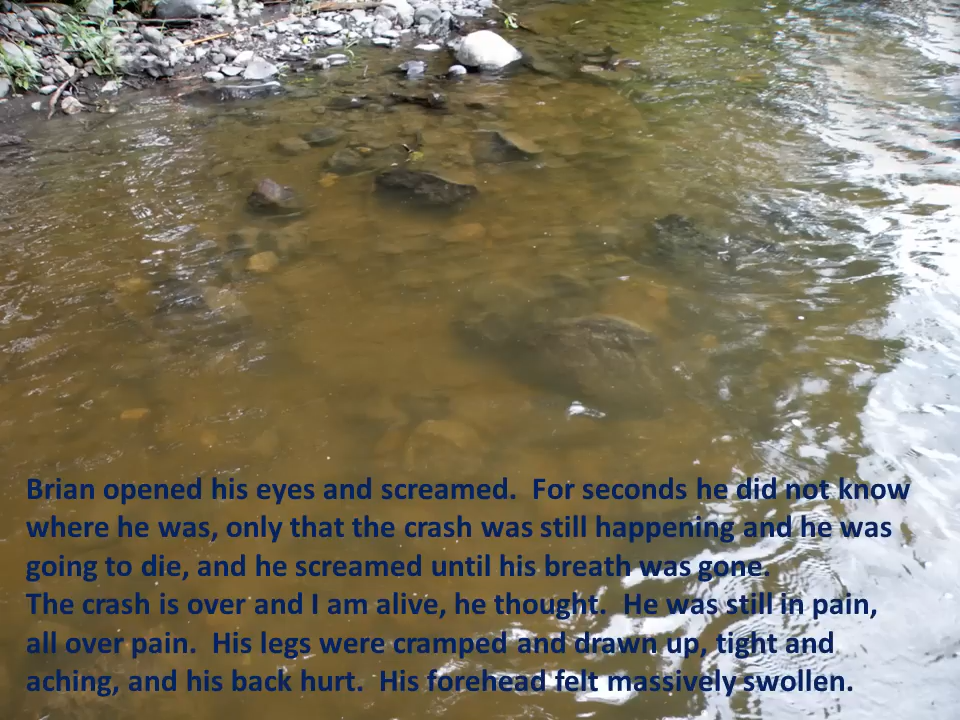 Brian opened his eyes and screamed.  For seconds he did not know
where he was, only that the crash was still happening and he was
going to die, and he screamed until his breath was gone.
The crash is over and I am alive, he thought.  He was still in pain,
all over pain.  His legs were cramped and drawn up, tight and
aching, and his back hurt.  His forehead felt massively swollen.